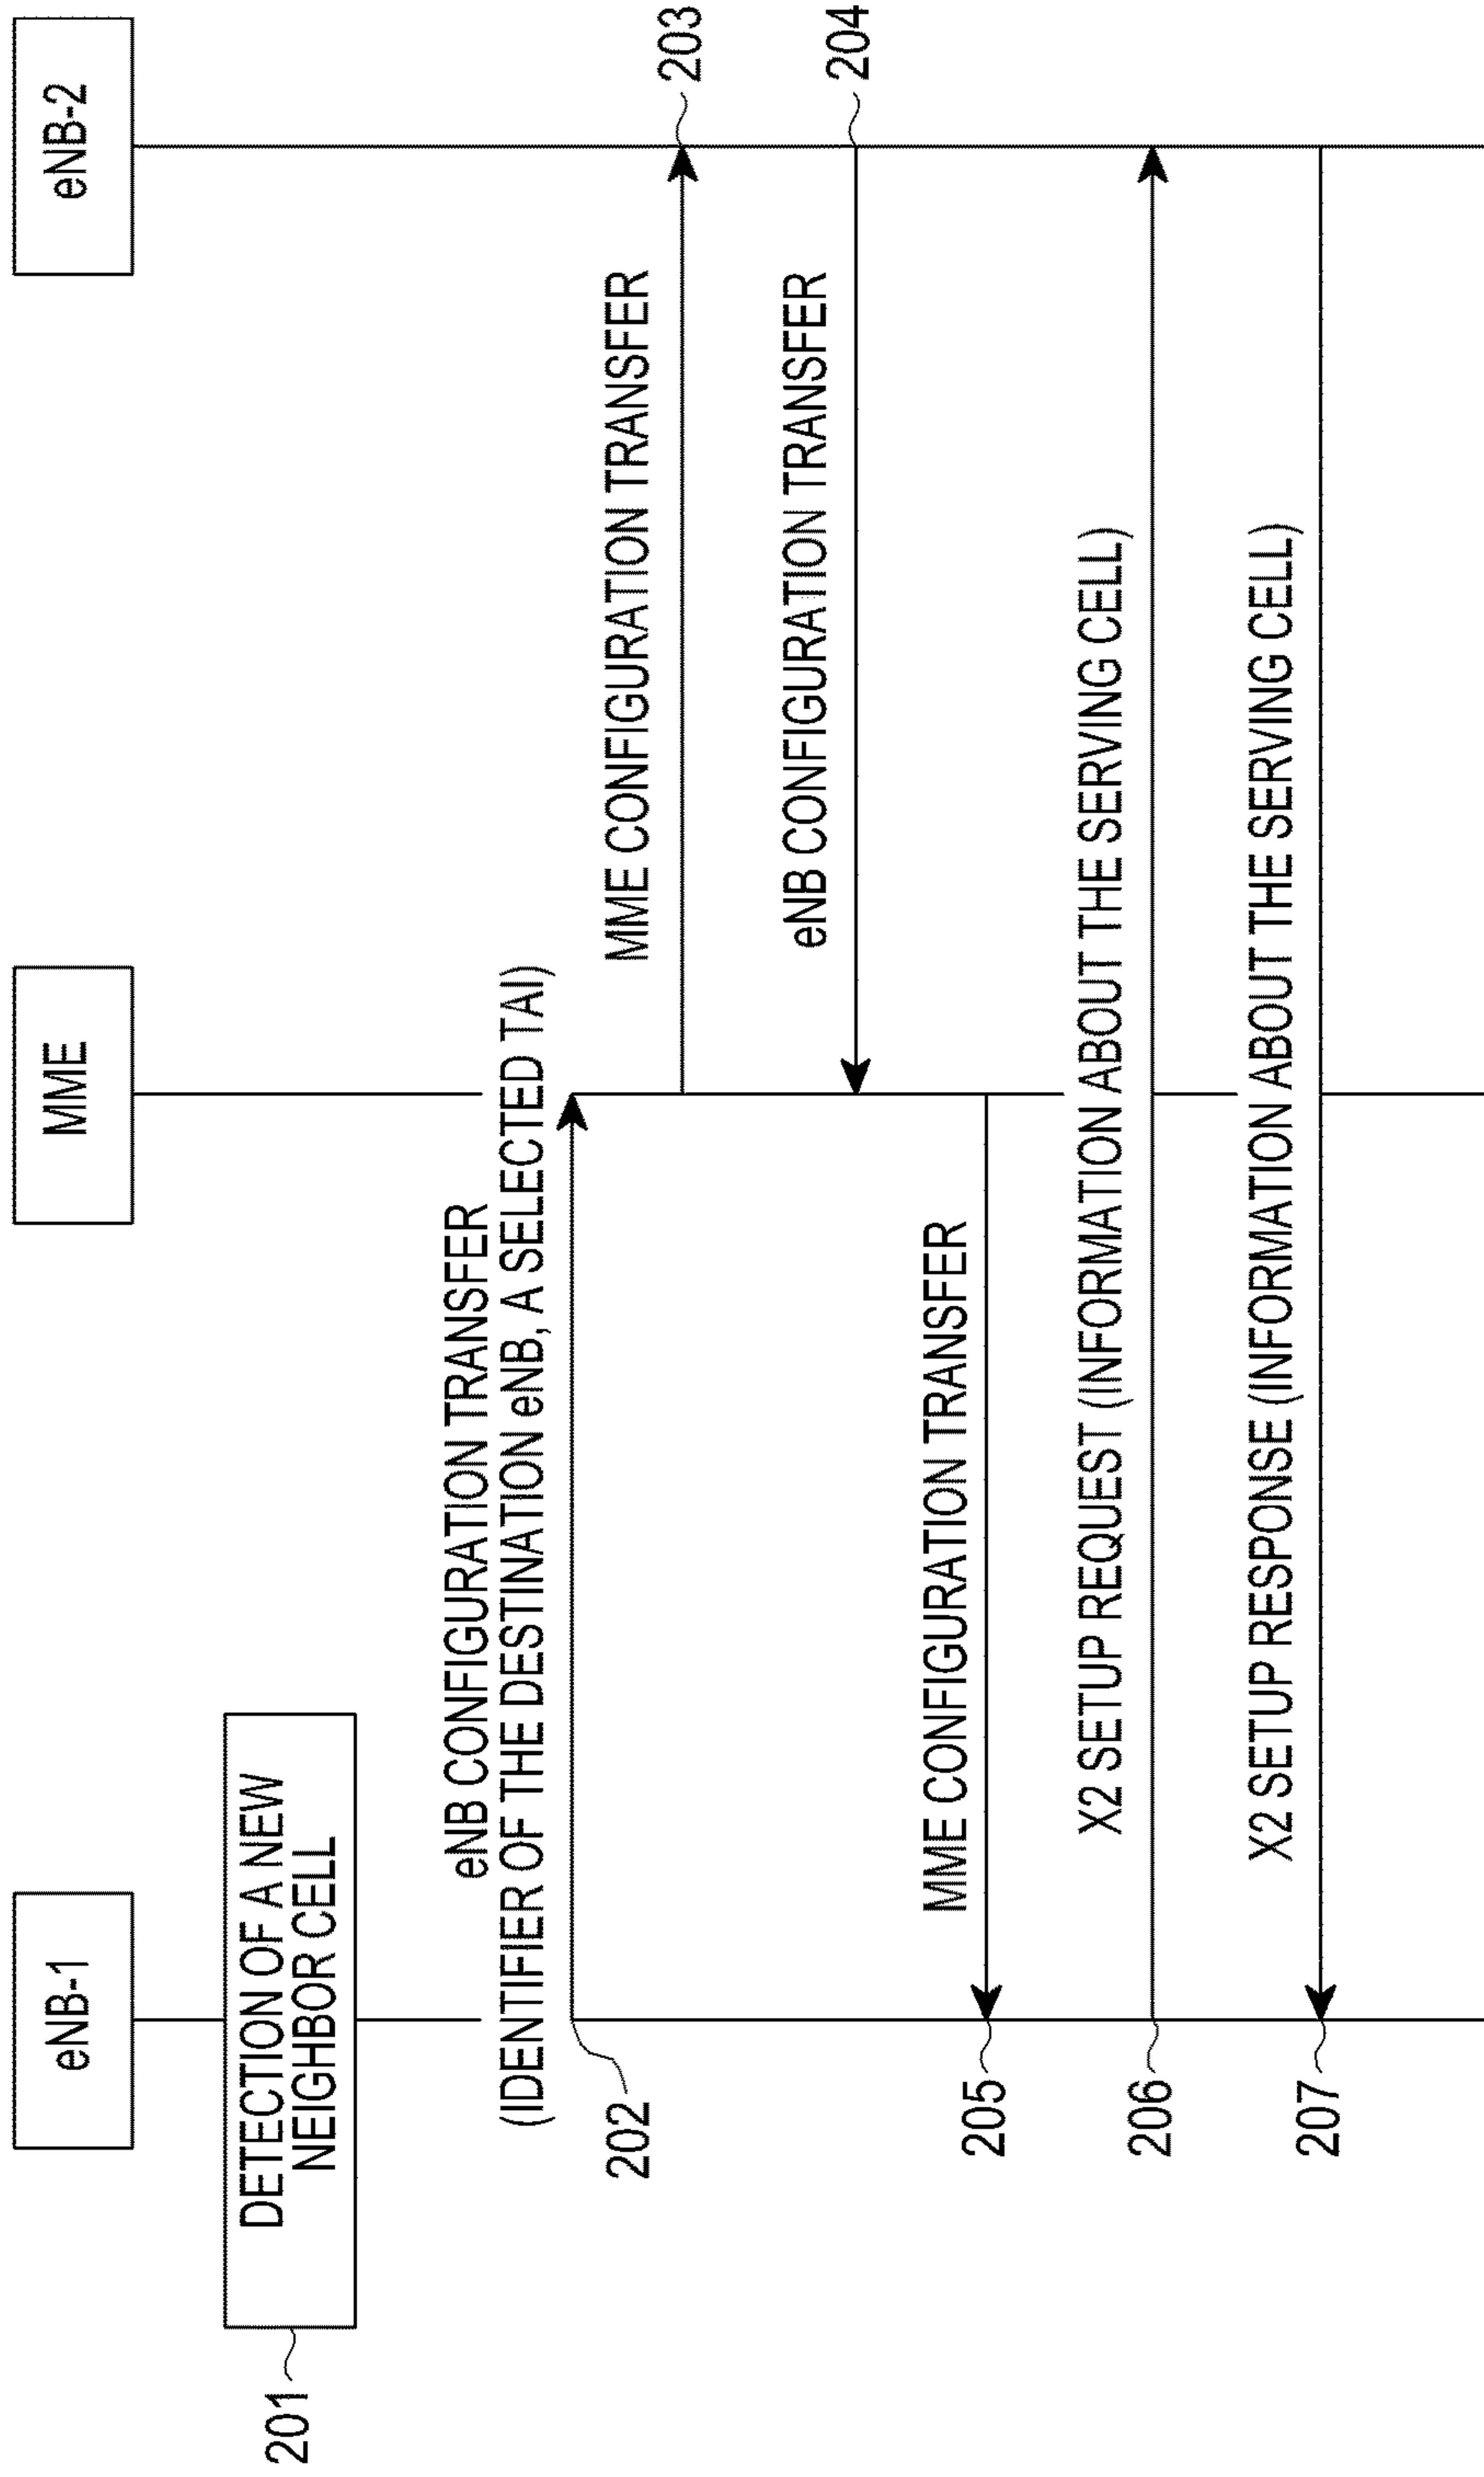 eNB-1
MME
eNB-2
201
DETECTION OF A NEW
NEIGHBOR CELL
eNB CONFIGURATION TRANSFER
(IDENTIFIER OF THE DESTINATION eNB, A SELECTED TAI)
202
MME CONFIGURATION TRANSFER
203
eNB CONFIGURATION TRANSFER
204
MME CONFIGURATION TRANSFER
205
X2 SETUP REQUEST (INFORMATION ABOUT THE SERVING CELL)
206
X2 SETUP RESPONSE (INFORMATION ABOUT THE SERVING CELL)
207